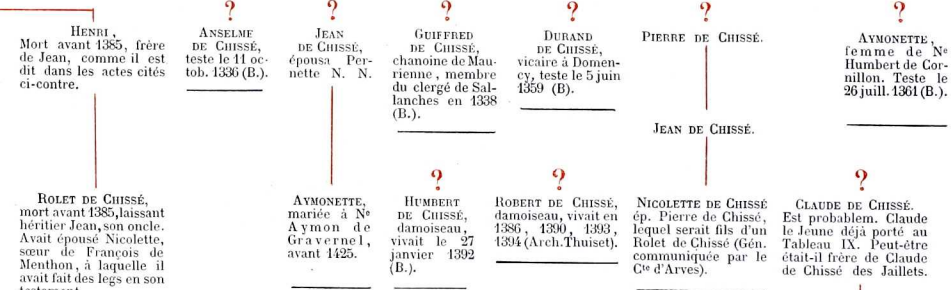 ?
?
?
?
?
?
HENRI,
Mort avant 1385, frère
de Jean, comme il est
dit dans les actes cités
ci-contre.
ANSELME
DE CHISSÉ,
teste le 11 oc-
tob. 1336 (B.).
JEAN
DE CHISSÉ,
épousa Per-
nette N. N.
GUIFFRED
DE CHISSÉ,
chanoine de Mau-
rienne, membre
du clergé de Sal-
lanches en 1338
(B.).
DURAND
DE CHISSÉ,
vicaire à Domen-
cy, teste le 5 juin
1359 (B).
PIERRE DE CHISSÉ.
AYMONETTE,
femme de Ne
Humbert de Cor-
nillon. Teste le
26 juill. 1361 (B.).
JEAN DE CHISSÉ.
?
?
?
ROLET DE CHISSÉ,
mort avant 1385, laissant
héritier Jean, son oncle.
Avait épousé Nicolette,
sœur de François de
Menthon, à laquelle il
avait fait des legs en son
testament.
AYMONETTE,
mariée à Ne
Aymon de
Gravernel,
avant 1425.
HUMBERT
DE CHISSÉ,
damoiseau,
vivait le 27
janvier 1392
(B.).
ROBERT DE CHISSÉ,
damoiseau, vivait en
1386, 1390, 1393,
1394 (Arch. Thuiset).
NICOLETTE DE CHISSÉ
ép. Pierre de Chissé,
lequel serait fils d'un
Rolet de Chissé (Gén.
communiquée par le
Cte d'Arves).
CLAUDE DE CHISSÉ.
Est probablem. Claude
le Jeune déjà porté au
Tableau IX. Peut-être
était-il frère de Claude
de Chissé des Jaillets.